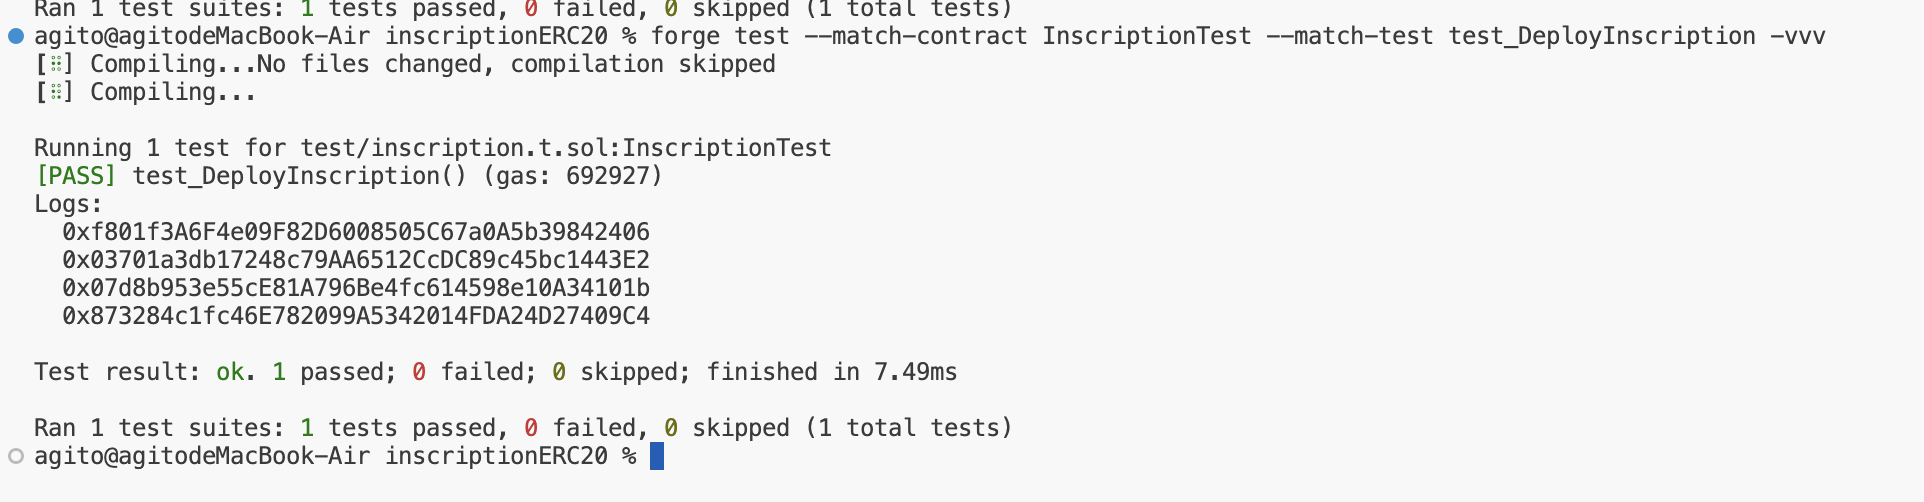 Ran 1 test suites: 1 tests passed, 0 failed, 0 skipped (1 total tests)
agito@agitodeMacBook-Air inscriptionERC20 % forge test --match-contract InscriptionTest --match-test test_DeployInscription -vvv
[⠿] Compiling...No files changed, compilation skipped
[⠿] Compiling...
Running 1 test for test/inscription.t.sol:InscriptionTest
[PASS] test_DeployInscription() (gas: 692927)
Logs:
0xf801f3A6F4e09F82D6008505C67a0A5b39842406
0x03701a3db17248c79AA6512CcDC89c45bc1443E2
0x07d8b953e55cE81A796Be4fc614598e10A34101b
0x873284c1fc46E782099A5342014FDA24D27409C4
Test result: ok. 1 passed; 0 failed; 0 skipped; finished in 7.49ms
Ran 1 test suites: 1 tests passed, 0 failed, 0 skipped (1 total tests)
agito@agitodeMacBook-Air inscriptionERC20 %